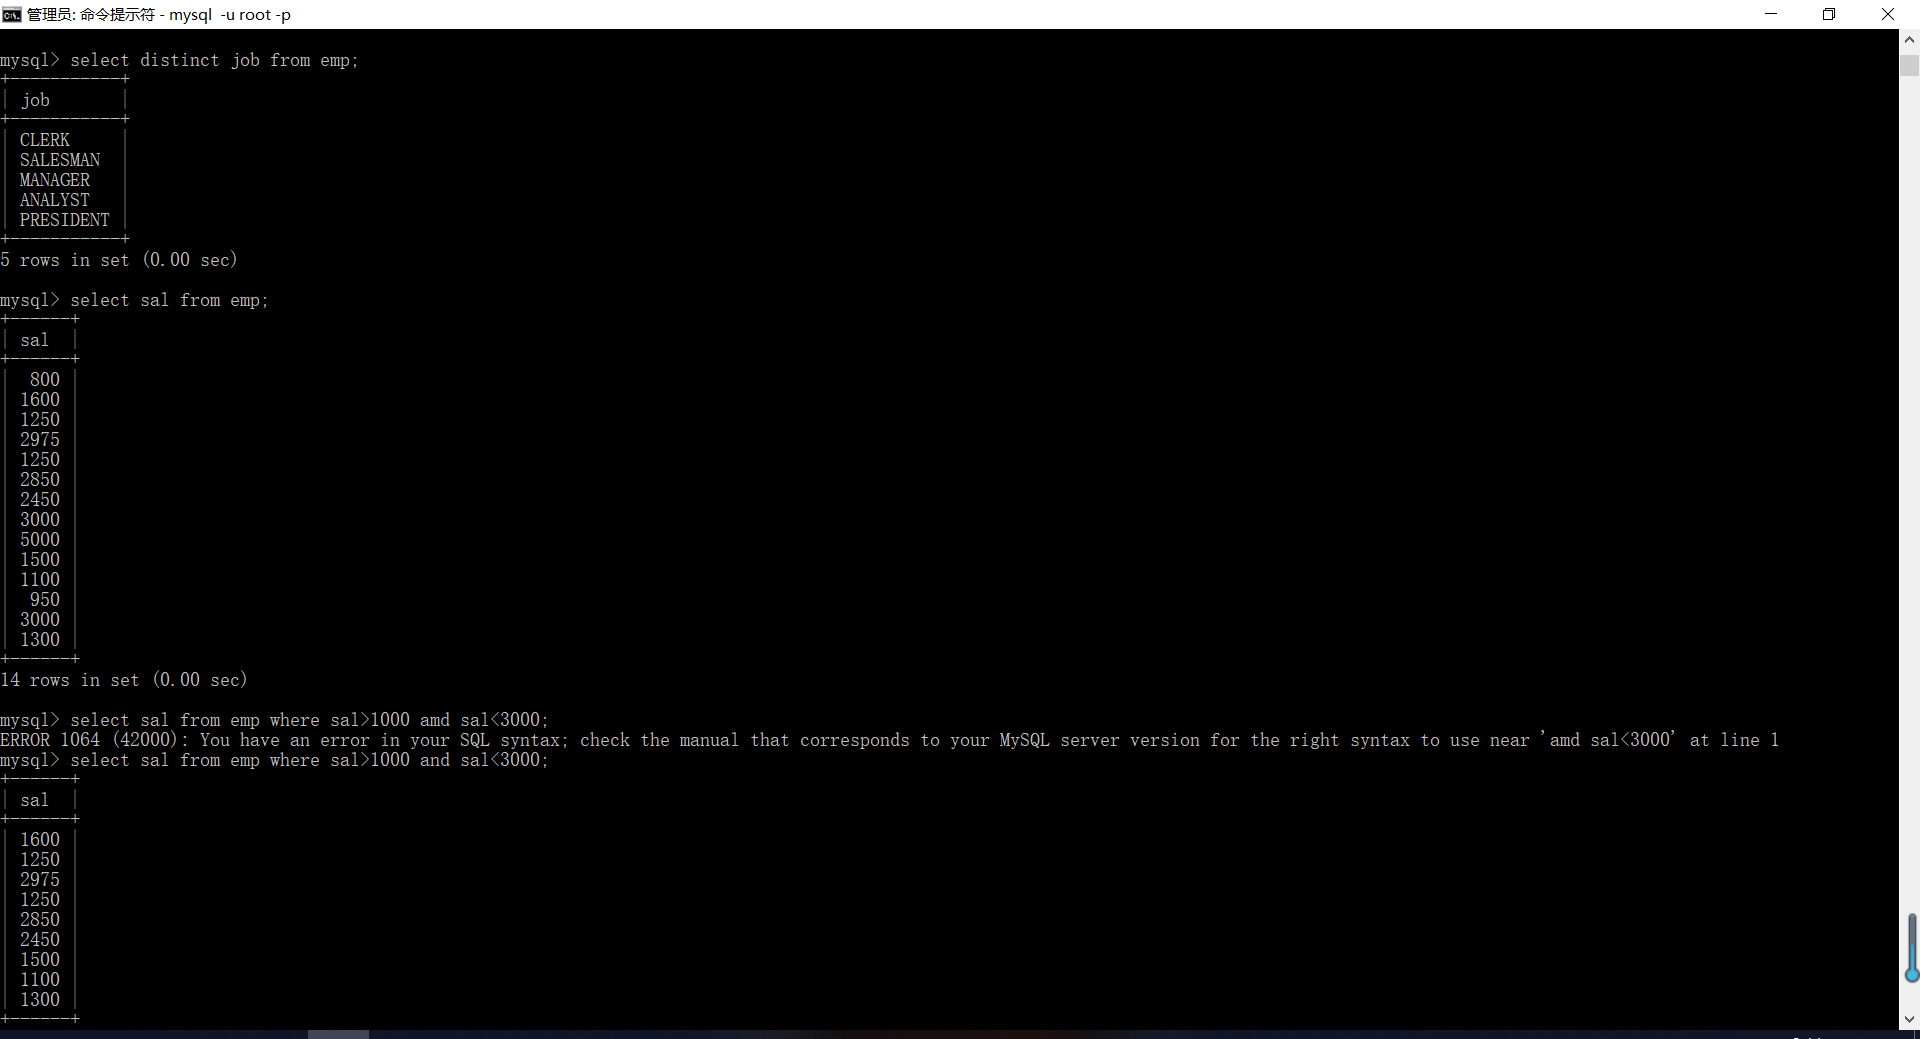 管理员: 命令提示符 - mysql  -u root -p
mysql> select distinct job from emp;
+-----------+
| job       |
+-----------+
| CLERK     |
| SALESMAN  |
| MANAGER   |
| ANALYST   |
| PRESIDENT |
+-----------+
5 rows in set (0.00 sec)
mysql> select sal from emp;
+------+
| sal  |
+------+
|  800 |
| 1600 |
| 1250 |
| 2975 |
| 1250 |
| 2850 |
| 2450 |
| 3000 |
| 5000 |
| 1500 |
| 1100 |
|  950 |
| 3000 |
| 1300 |
+------+
14 rows in set (0.00 sec)
mysql> select sal from emp where sal>1000 amd sal<3000;
ERROR 1064 (42000): You have an error in your SQL syntax; check the manual that corresponds to your MySQL server version for the right syntax to use near 'amd sal<3000' at line 1
mysql> select sal from emp where sal>1000 and sal<3000;
+------+
| sal  |
+------+
| 1600 |
| 1250 |
| 2975 |
| 1250 |
| 2850 |
| 2450 |
| 1500 |
| 1100 |
| 1300 |
+------+